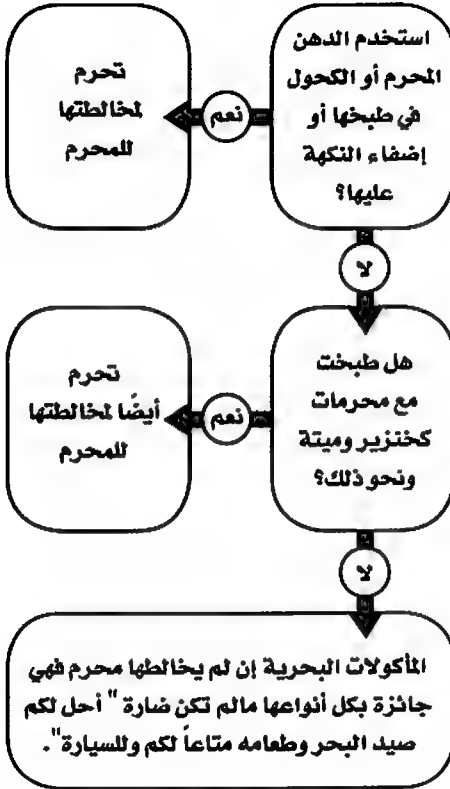 استخدم الدهن
المحرم أو الكحول
في طبخها أو
إضفاء النكهة
عليها؟
نعم
تحرم
لمخالطتها
للمحرم
لا
هل طبخت
مع محرمات
كخنزير وميتة
ونحو ذلك؟
نعم
تحرم
أيضًا لمخالطتها
للمحرم
لا
المأكولات البحرية إن لم يخالطها محرم فهي
جائزة بكل أنواعها مالم تكن ضارة " أحل لكم
صيد البحر وطعامه متاعاً لكم وللسيارة".